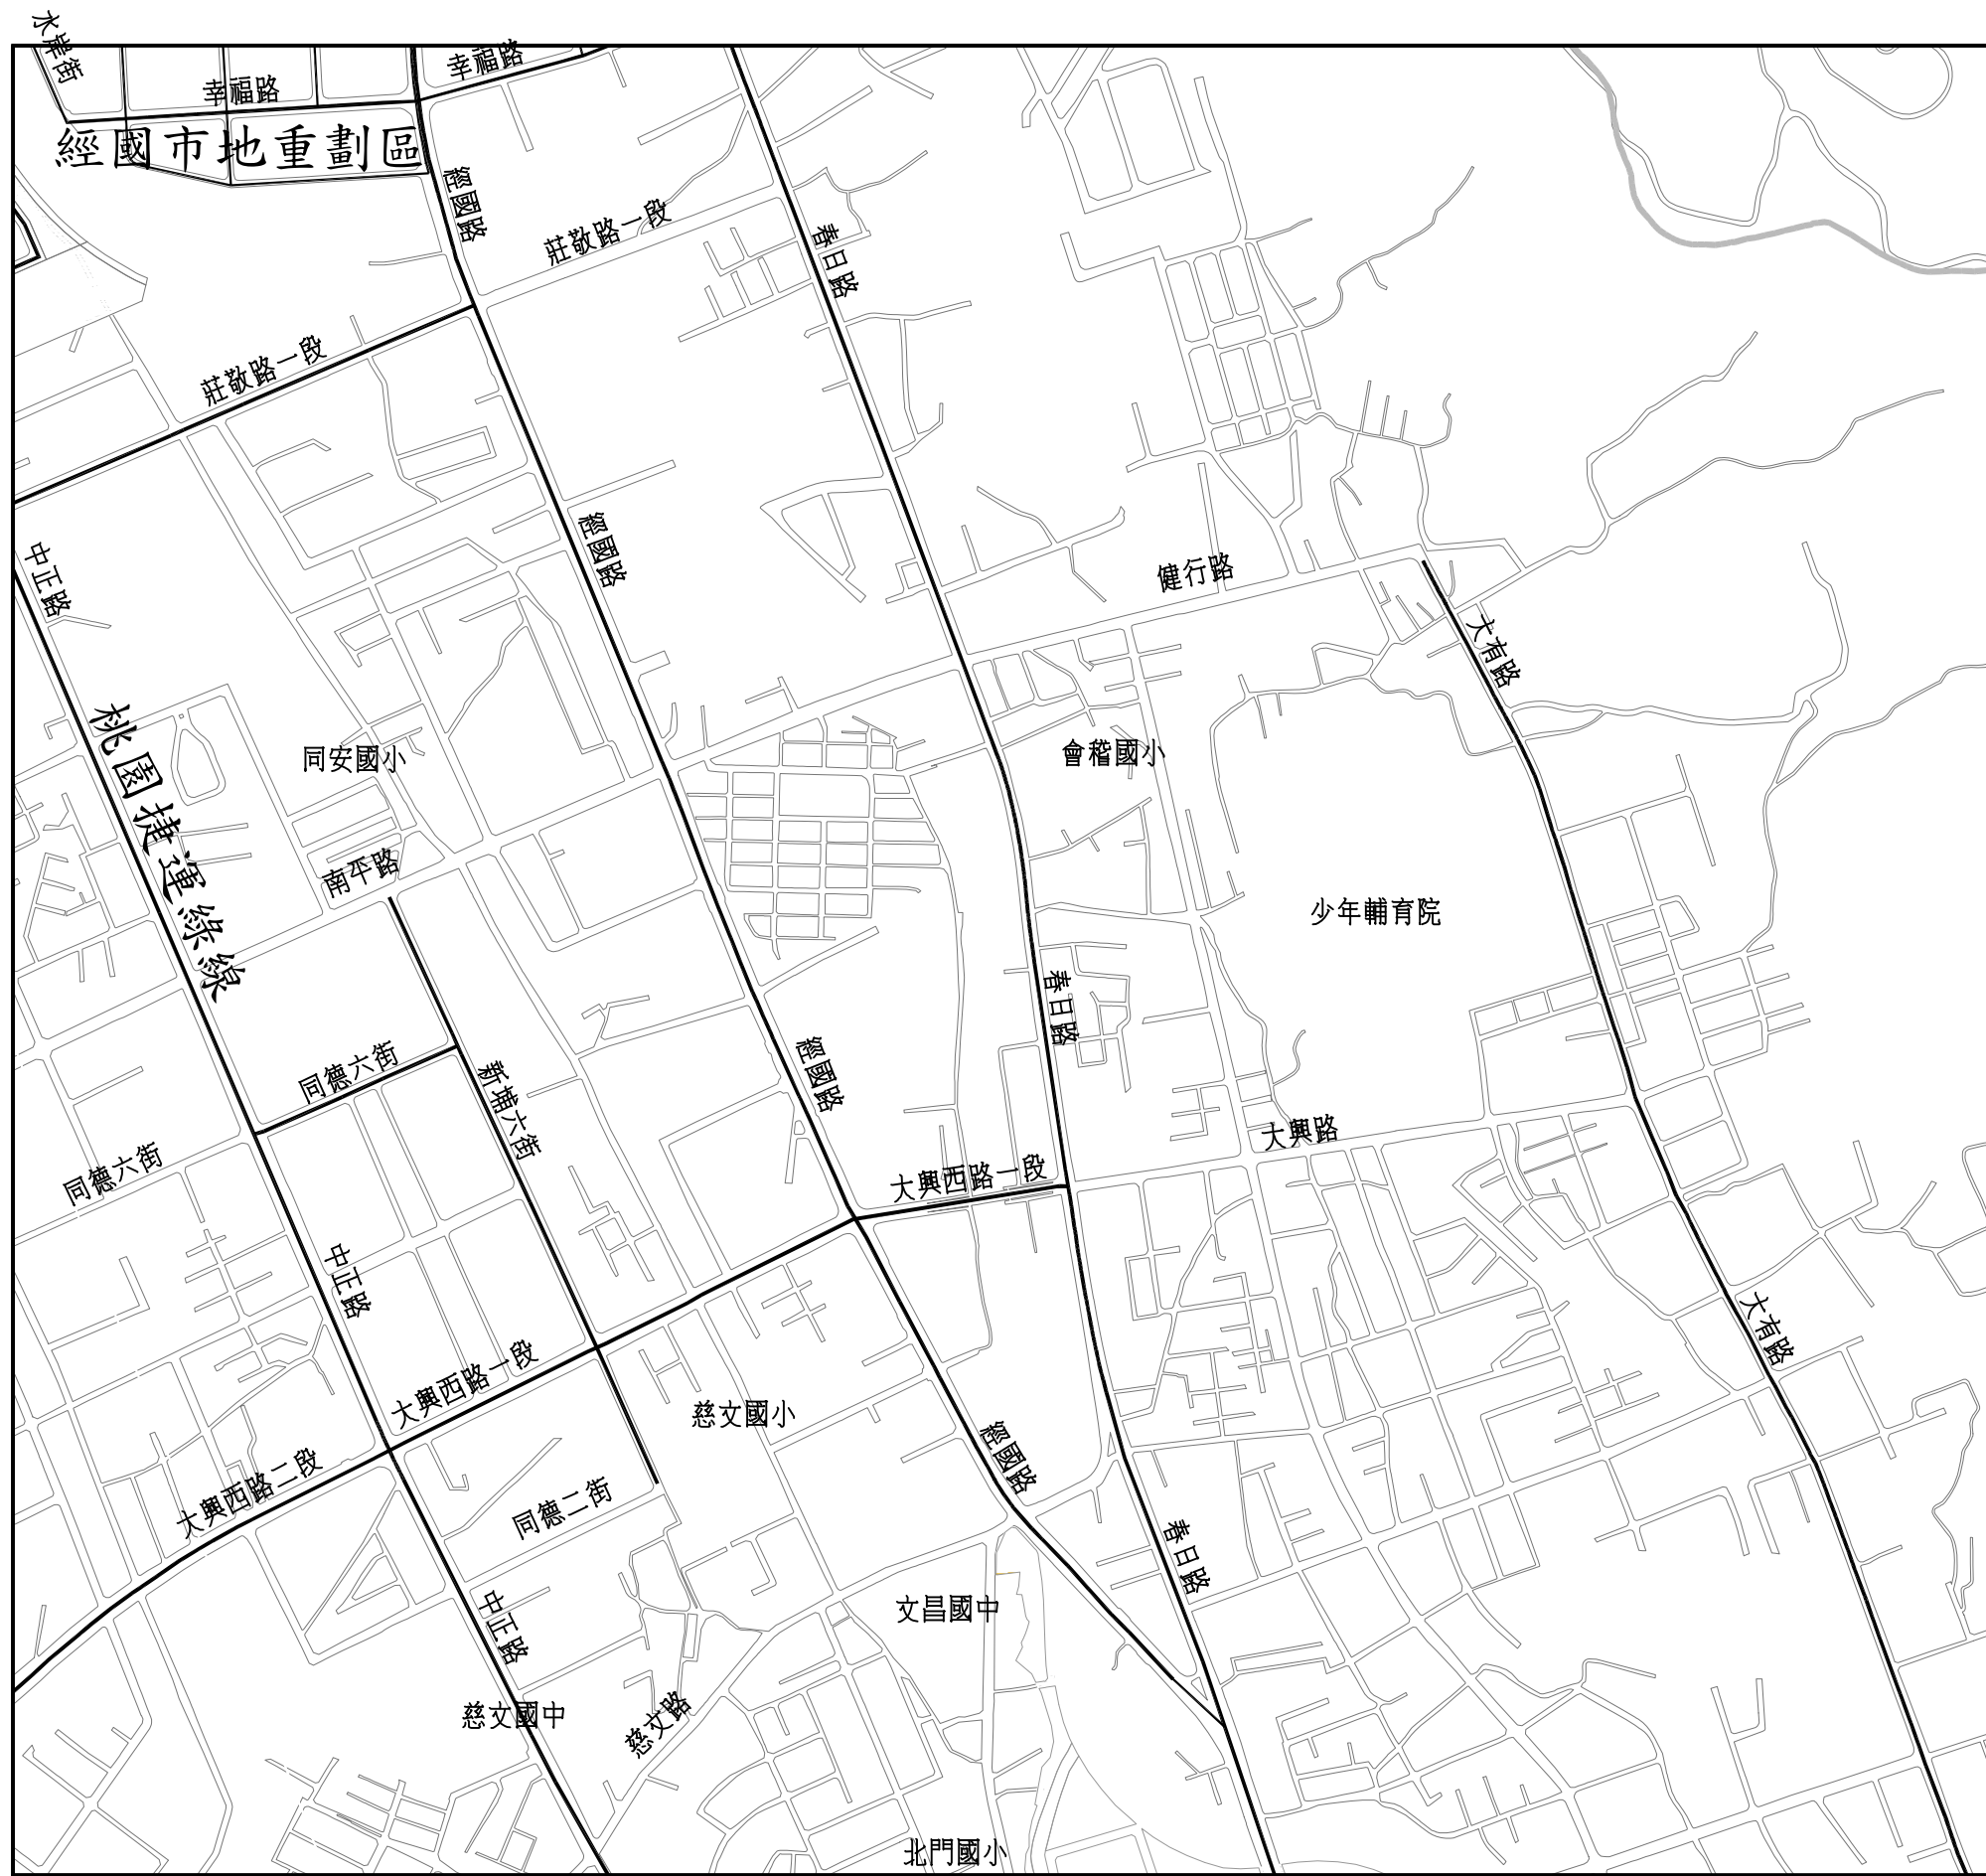 水岸街
幸福路
幸福路
經國市地重劃區
經國路
莊敬路一段
春日路
莊敬路一段
經國路
中正路
健行路
大有路
桃園捷運綠線
同安國小
會稽國小
南平路
少年輔育院
春日路
經國路
同德六街
新埔六街
同德六街
大興路
大興西路一段
中正路
大有路
大興西路一段
慈文國小
經國路
大興西路二段
同德二街
春日路
中正路
文昌國中
慈文國中
慈文路
北門國小